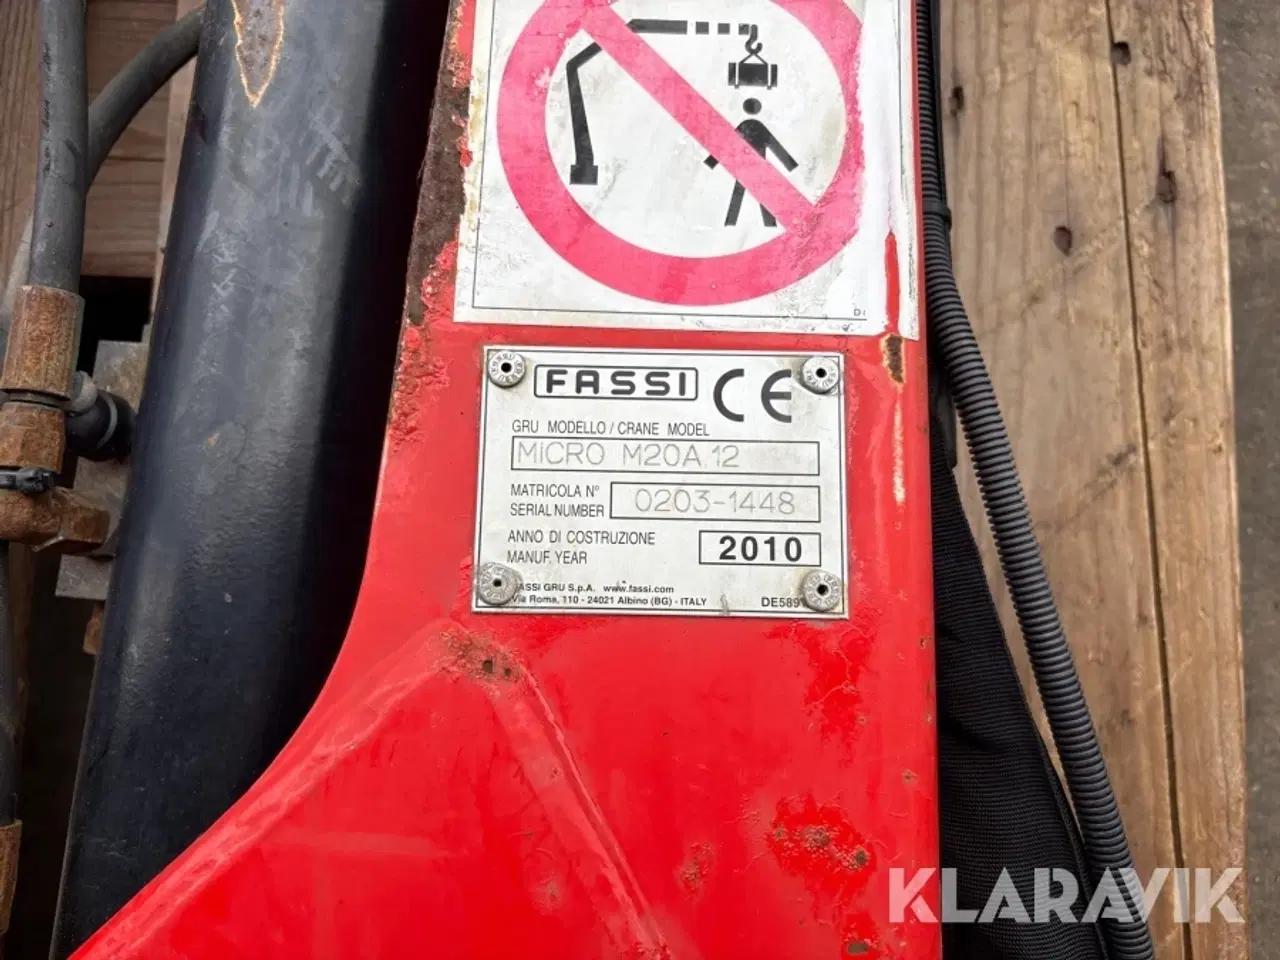 FASSI CE
GRU MODELLO / CRANE MODEL
MICRO M20A.12
MATRICOLA N°
SERIAL NUMBER
0203-1448
ANNO DI COSTRUZIONE
MANUF. YEAR
2010
FASSI GRU S.p.A. www.fassi.com
Via Roma, 110 - 24021 Albino (BG) - ITALY
KLARAVIK